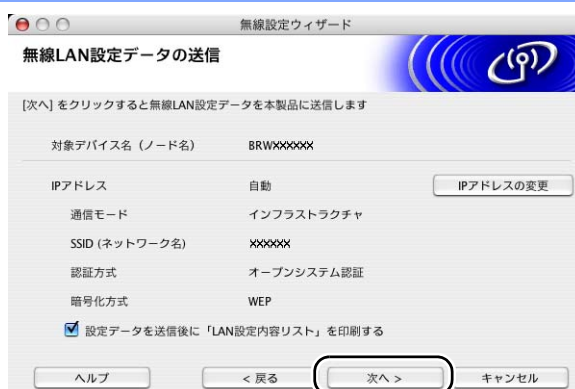 無線設定ウィザード
無線LAN設定データの送信
[次へ] をクリックすると無線LAN設定データを本製品に送信します
対象デバイス名（ノード名） BRWXXXXXX
IPアドレス 自動 IPアドレスの変更
通信モード インフラストラクチャ
SSID (ネットワーク名) XXXXXX
認証方式 オープンシステム認証
暗号化方式 WEP
設定データを送信後に「LAN設定内容リスト」を印刷する
ヘルプ < 戻る 次へ > キャンセル